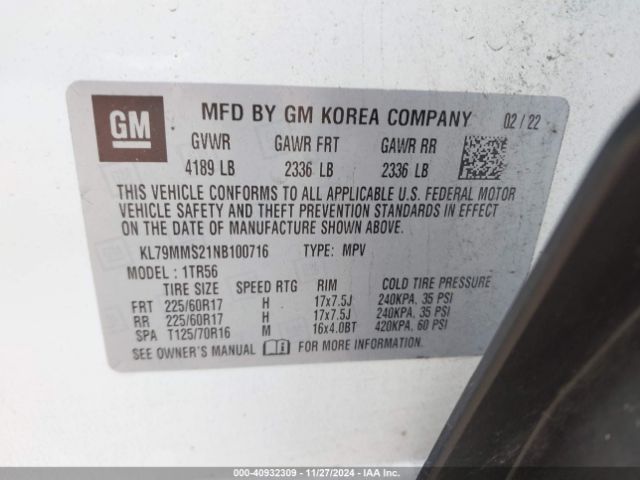 GM
MFD BY GM KOREA COMPANY 02/22
GVWR GAWR FRT GAWR RR
4189 LB 2336 LB 2336 LB
THIS VEHICLE CONFORMS TO ALL APPLICABLE U.S. FEDERAL MOTOR
VEHICLE SAFETY AND THEFT PREVENTION STANDARDS IN EFFECT
ON THE DATE OF MANUFACTURE SHOWN ABOVE.
KL79MMS21NB100716 TYPE: MPV
MODEL : 1TR56
TIRE SIZE SPEED RTG RIM COLD TIRE PRESSURE
FRT 225/60R17 H 17x7.5J 240KPA, 35 PSI
RR 225/60R17 H 17x7.5J 240KPA, 35 PSI
SPA T125/70R16 M 16x4.0BT 420KPA, 60 PSI
SEE OWNER'S MANUAL FOR MORE INFORMATION.
000-40932309 - 11/27/2024 - IAA Inc.